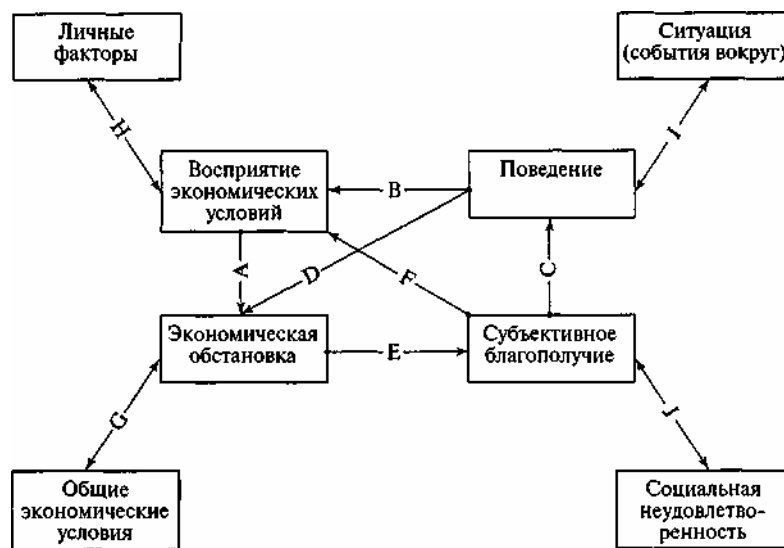 Личные
факторы
Ситуация
(события вокруг)
H
I
Восприятие
экономических
условий
B
Поведение
A
D
F
C
Экономическая
обстановка
E
Субъективное
благополучие
G
J
Общие
экономические
условия
Социальная
неудовлетво-
ренность